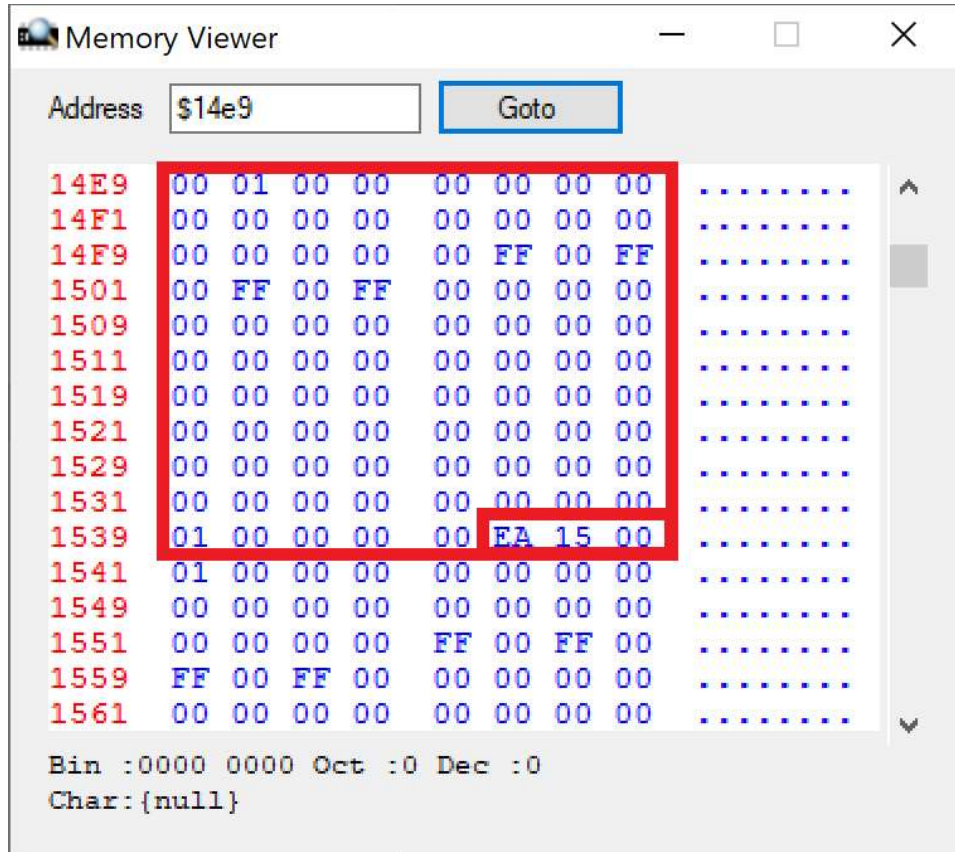 Memory Viewer
Address $14e9 Goto
14E9 00 01 00 00 00 00 00 00 ........
14F1 00 00 00 00 00 00 00 00 ........
14F9 00 00 00 00 00 FF 00 FF ........
1501 00 FF 00 FF 00 00 00 00 ........
1509 00 00 00 00 00 00 00 00 ........
1511 00 00 00 00 00 00 00 00 ........
1519 00 00 00 00 00 00 00 00 ........
1521 00 00 00 00 00 00 00 00 ........
1529 00 00 00 00 00 00 00 00 ........
1531 00 00 00 00 00 00 00 00 ........
1539 01 00 00 00 00 EA 15 00 ........
1541 01 00 00 00 00 00 00 00 ........
1549 00 00 00 00 00 00 00 00 ........
1551 00 00 00 00 FF 00 FF 00 ........
1559 FF 00 FF 00 00 00 00 00 ........
1561 00 00 00 00 00 00 00 00 ........
Bin :0000 0000 Oct :0 Dec :0
Char:{null}